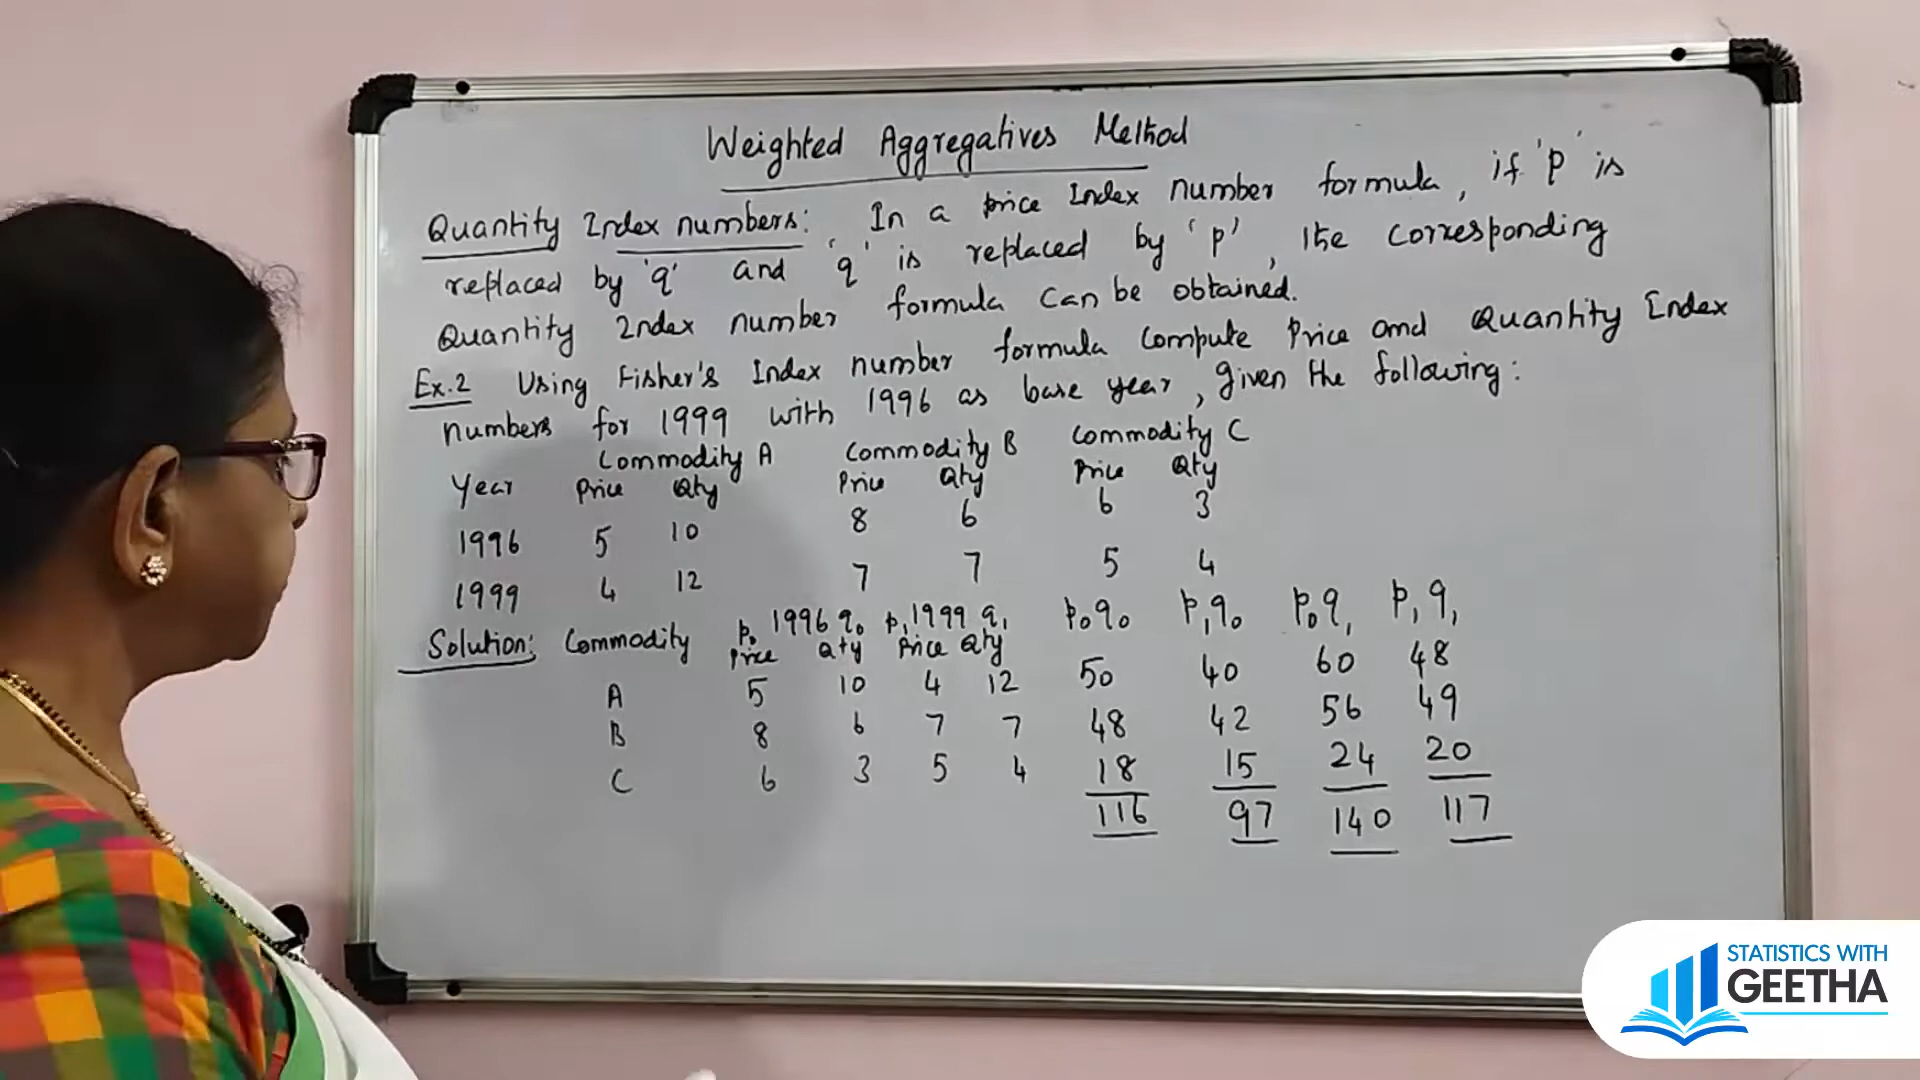 Weighted Aggregatives Method
Quantity Index numbers: In a price Index number formula, if 'p' is
replaced by 'q' and 'q' is replaced by 'p', the corresponding
Quantity Index number formula can be obtained.
Ex.2 Using Fisher's Index number formula compute Price and Quantity Index
numbers for 1999 with 1996 as base year, given the following:
Commodity A Commodity B Commodity C
Year Price Qty Price Qty Price Qty
1996 5 10 8 6 6 3
1999 4 12 7 7 5 4
Solution: Commodity p₀ 1996 q₀ p₁ 1999 q₁ p₀q₀ p₁q₀ p₀q₁ p₁q₁
Price Qty Price Qty
A 5 10 4 12 50 40 60 48
B 8 6 7 7 48 42 56 49
C 6 3 5 4 18 15 24 20
116 97 140 117
STATISTICS WITH
GEETHA